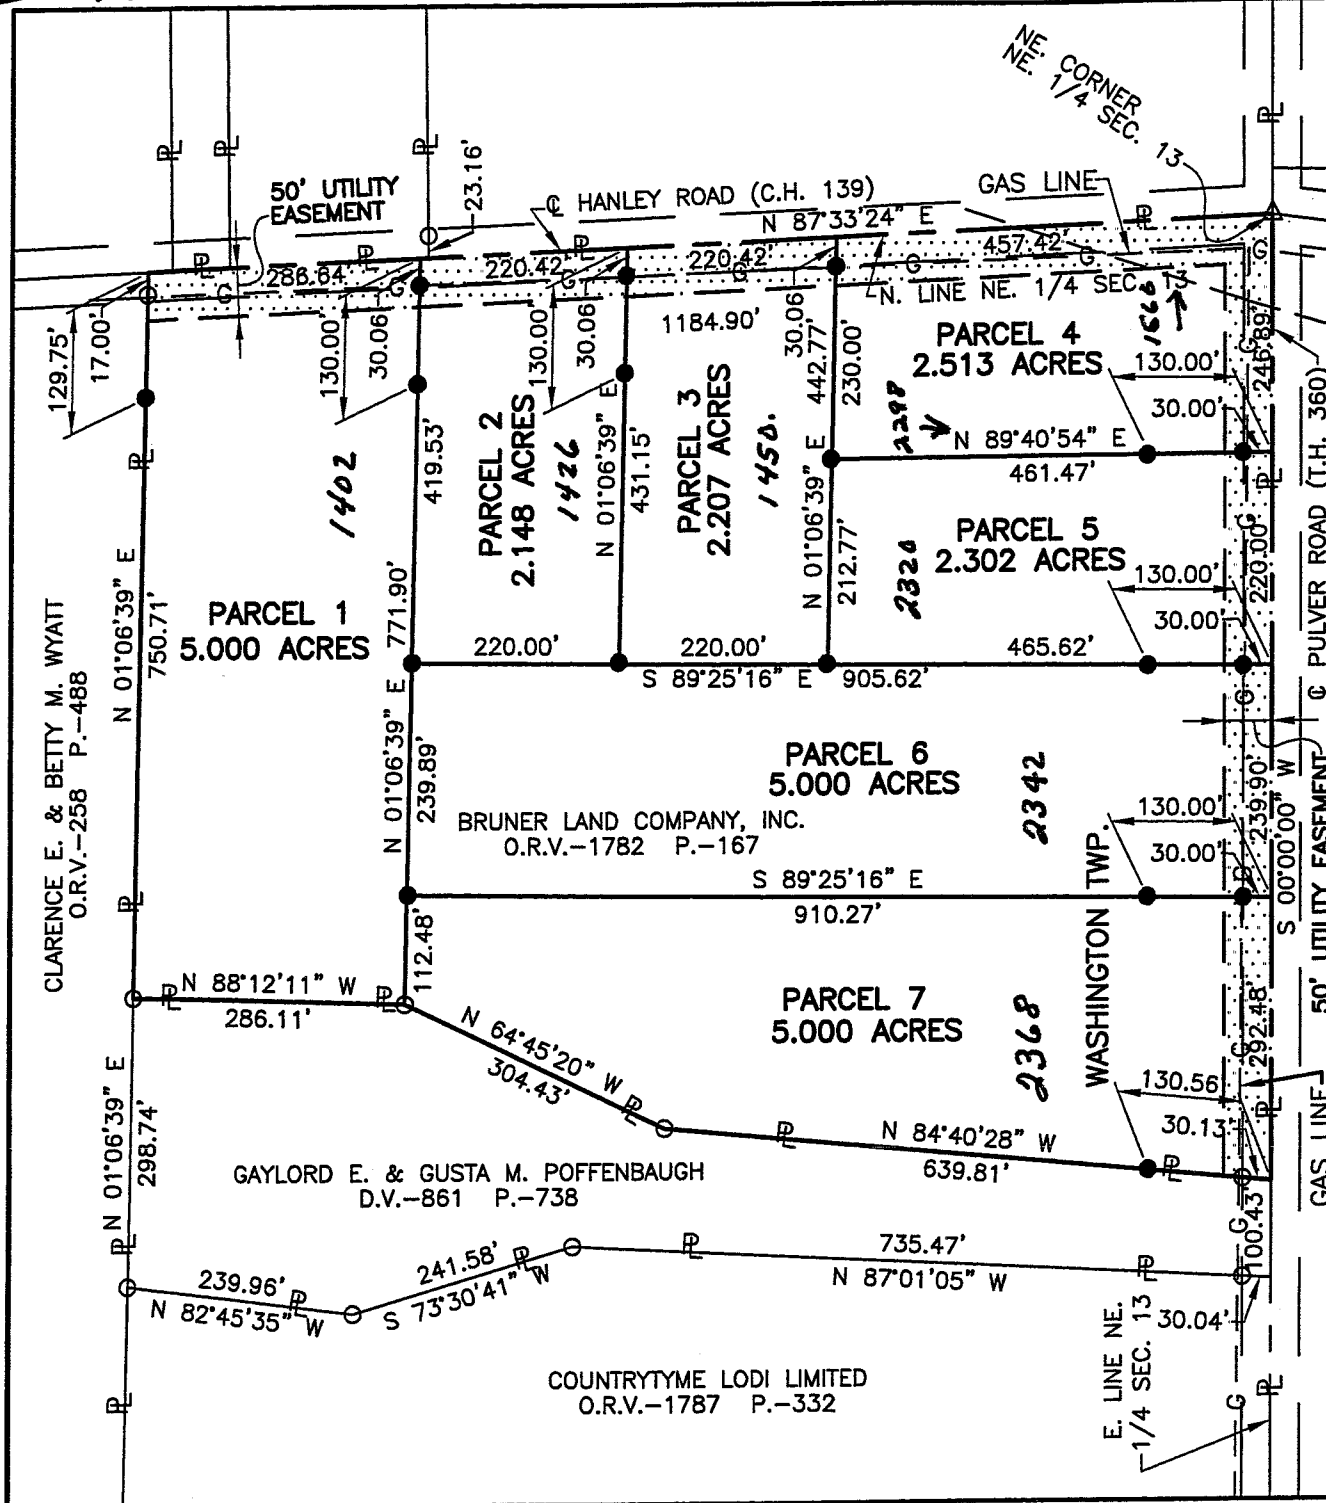 NE. CORNER
NE. 1/4 SEC. 13
50' UTILITY
EASEMENT
23.16'
℄ HANLEY ROAD (C.H. 139)
GAS LINE
N 87°33'24" E
286.64'
220.42'
220.42'
457.42'
N. LINE NE. 1/4 SEC. 13
1184.90'
129.75'
17.00'
130.00'
30.06'
130.00'
30.06'
30.06'
442.77'
230.00'
PARCEL 4
2.513 ACRES
1668
130.00'
30.00'
246.89'
2298
N 89°40'54" E
461.47'
1402
419.53'
PARCEL 2
2.148 ACRES
1426
N 01°06'39" E
431.15'
PARCEL 3
2.207 ACRES
1450.
N 01°06'39" E
212.77'
2320
PARCEL 5
2.302 ACRES
130.00'
30.00'
220.00'
℄ PULVER ROAD (T.H. 360)
CLARENCE E. & BETTY M. WYATT
O.R.V.-258 P.-488
N 01°06'39" E
750.71'
PARCEL 1
5.000 ACRES
771.90'
220.00'
220.00'
465.62'
S 89°25'16" E 905.62'
N 01°06'39" E
239.89'
PARCEL 6
5.000 ACRES
2342
BRUNER LAND COMPANY, INC.
O.R.V.-1782 P.-167
130.00'
30.00'
239.90'
S 00°00'00" W
50' UTILITY EASEMENT
S 89°25'16" E
910.27'
112.48'
N 88°12'11" W
286.11'
N 64°45'20" W
304.43'
PARCEL 7
5.000 ACRES
2368
WASHINGTON TWP.
292.48'
130.56'
30.13'
GAS LINE
N 84°40'28" W
639.81'
N 01°06'39" E
298.74'
GAYLORD E. & GUSTA M. POFFENBAUGH
D.V.-861 P.-738
100.43'
239.96'
N 82°45'35" W
241.58'
S 73°30'41" W
735.47'
N 87°01'05" W
30.04'
E. LINE NE.
1/4 SEC. 13
COUNTRYTYME LODI LIMITED
O.R.V.-1787 P.-332